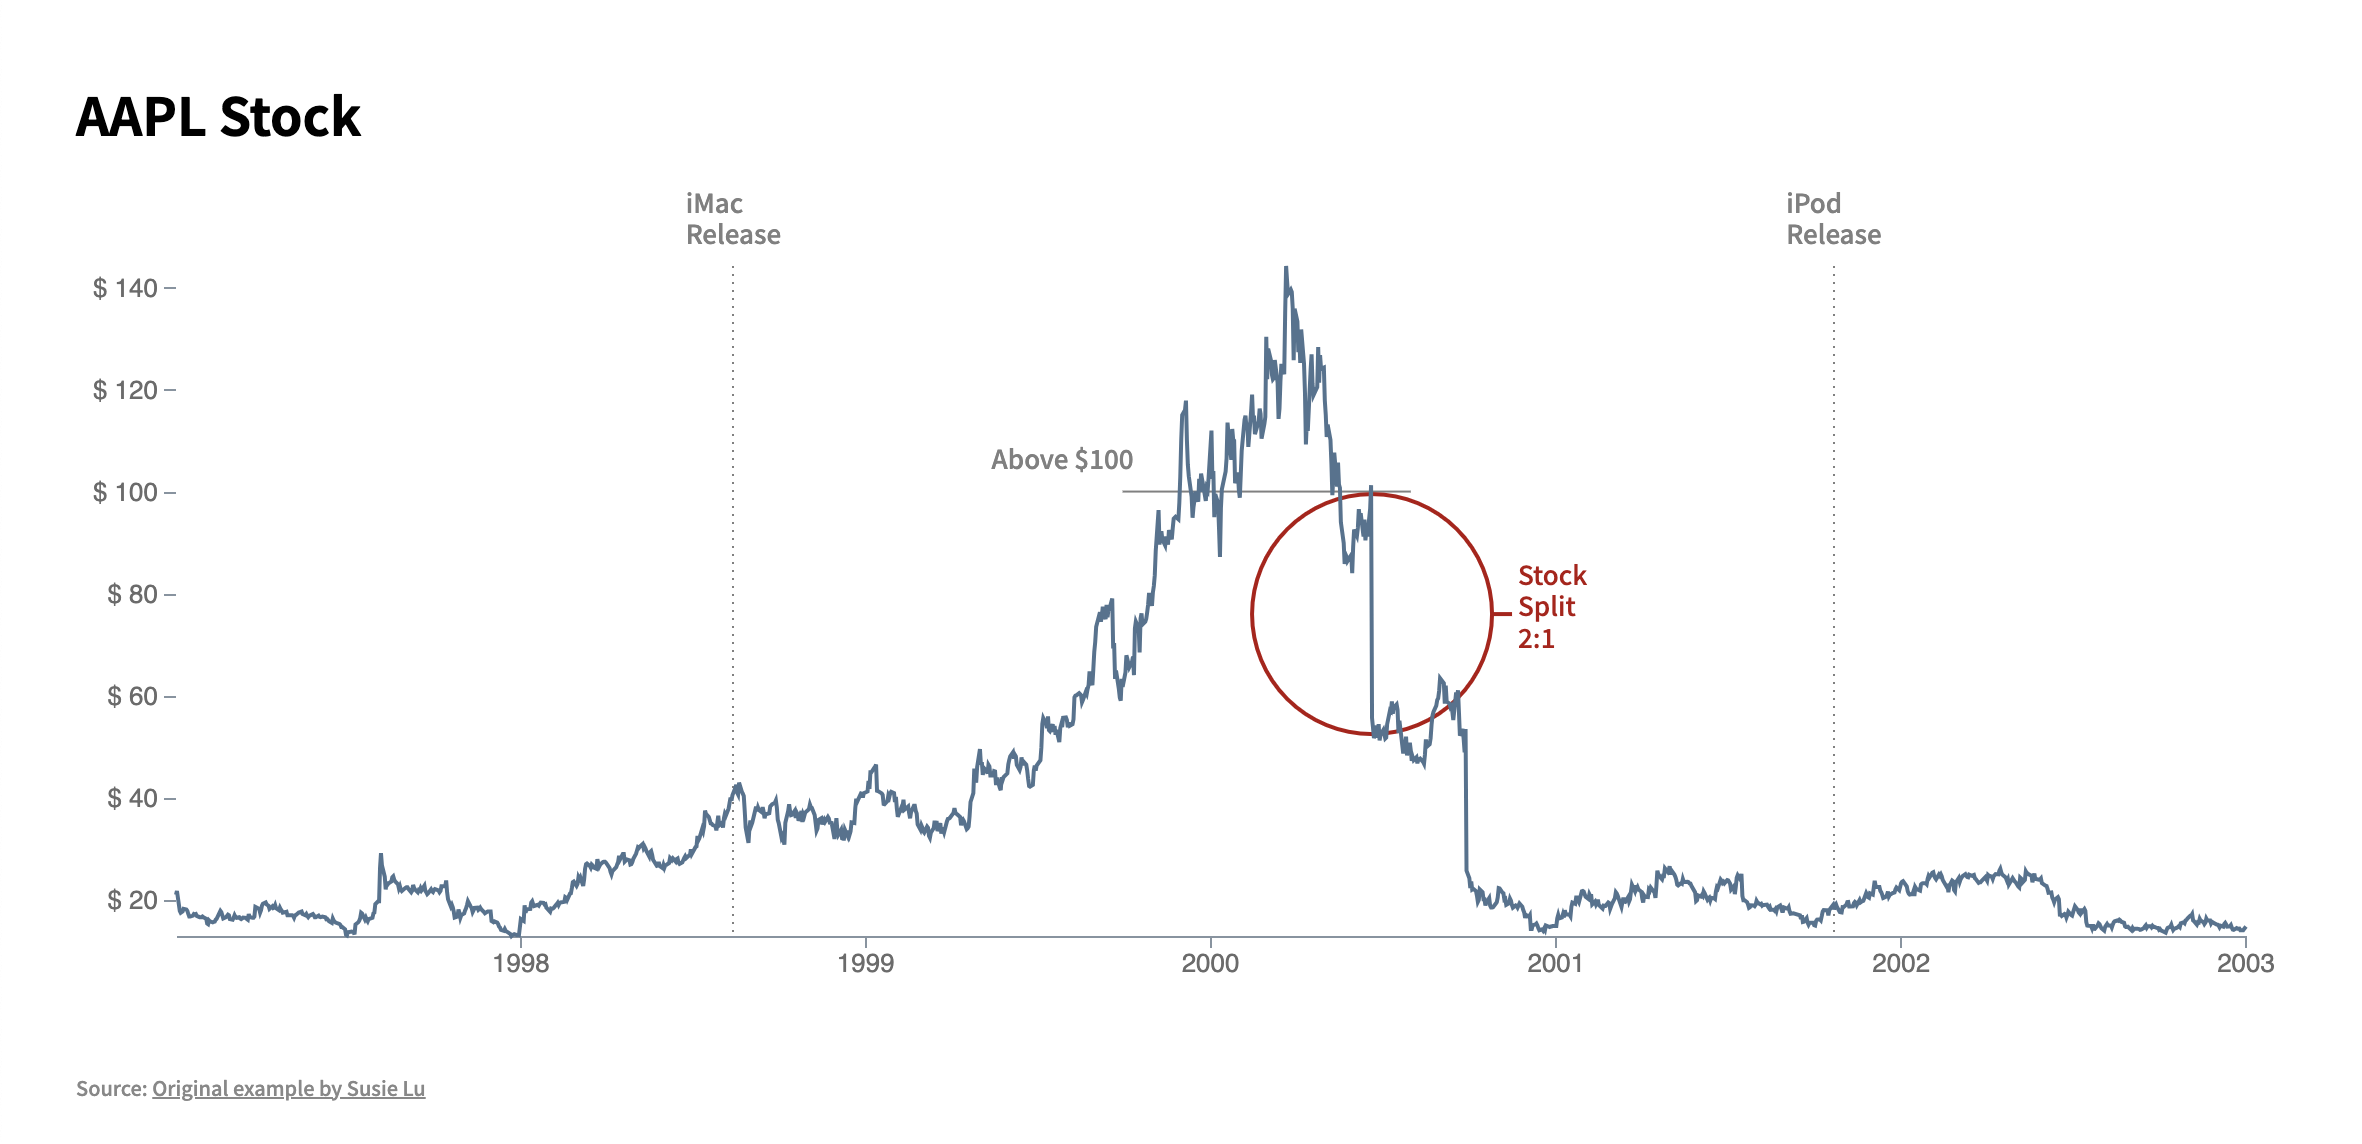 AAPL Stock
iMac
Release
iPod
Release
$ 140
$ 120
Above $100
$ 100
$ 80
Stock
Split
2:1
$ 60
$ 40
$ 20
1998
1999
2000
2001
2002
2003
Source: Original example by Susie Lu